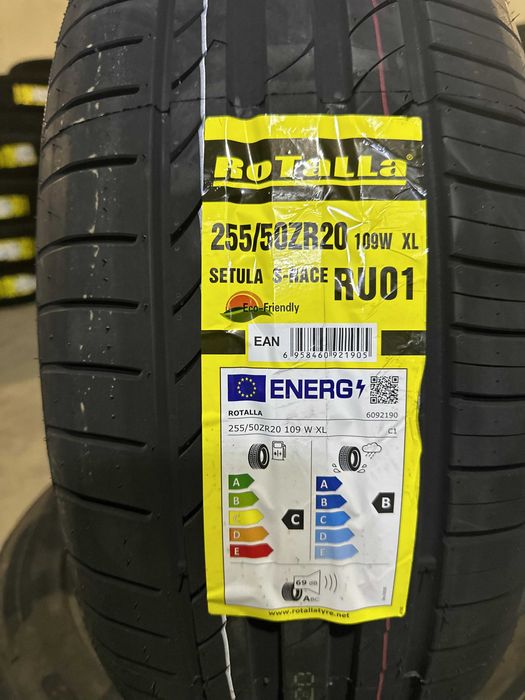 RoTaLLa
255/50ZR20 109W XL
SETULA S-RACE RU01
Eco-Friendly
EAN
6 958460 921905
ENERG
ROTALLA 6092190
255/50ZR20 109 W XL C1
A A
B B
C
D D
E E
C B
69 dB
ABC
www.rotallatyre.net